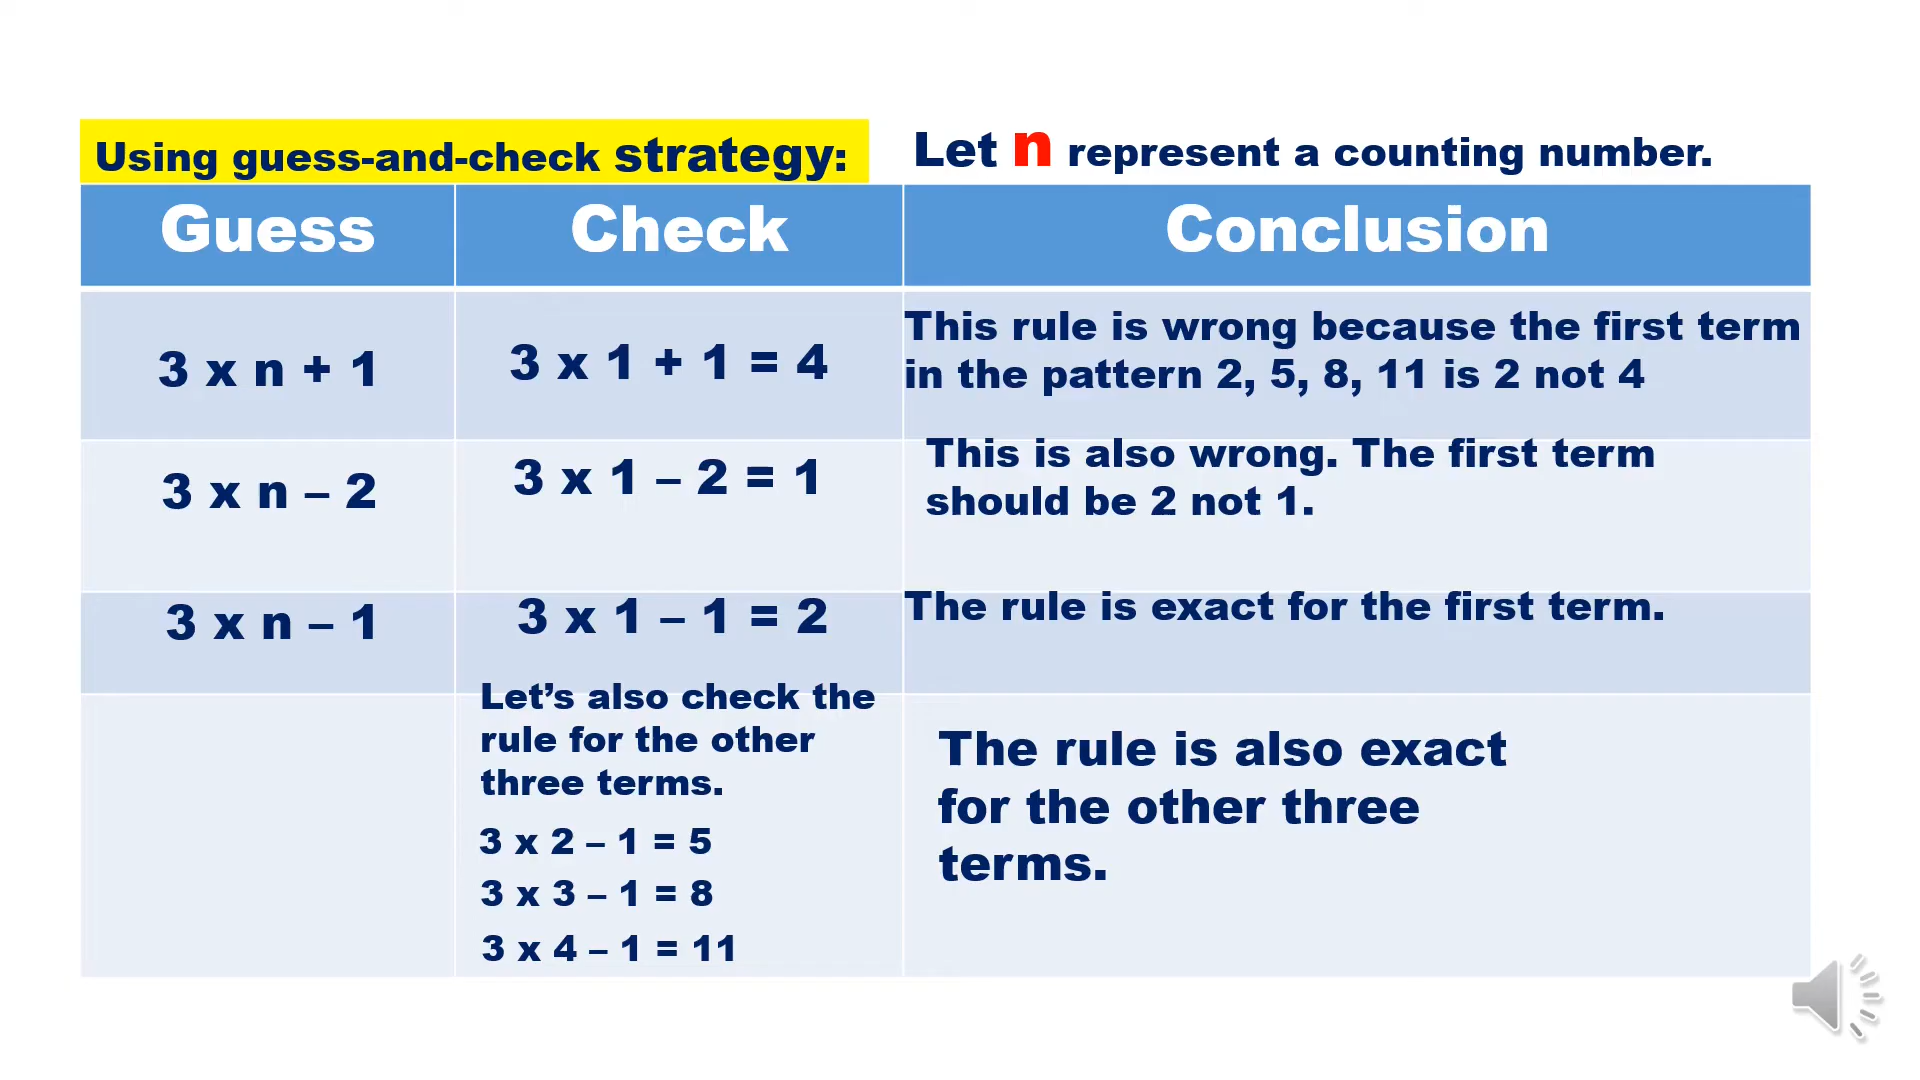 Using guess-and-check strategy:
Let n represent a counting number.
Guess
Check
Conclusion
3 x n + 1
3 x 1 + 1 = 4
This rule is wrong because the first term
in the pattern 2, 5, 8, 11 is 2 not 4
3 x n – 2
3 x 1 – 2 = 1
This is also wrong. The first term
should be 2 not 1.
3 x n – 1
3 x 1 – 1 = 2
The rule is exact for the first term.
Let’s also check the
rule for the other
three terms.
3 x 2 – 1 = 5
3 x 3 – 1 = 8
3 x 4 – 1 = 11
The rule is also exact
for the other three
terms.